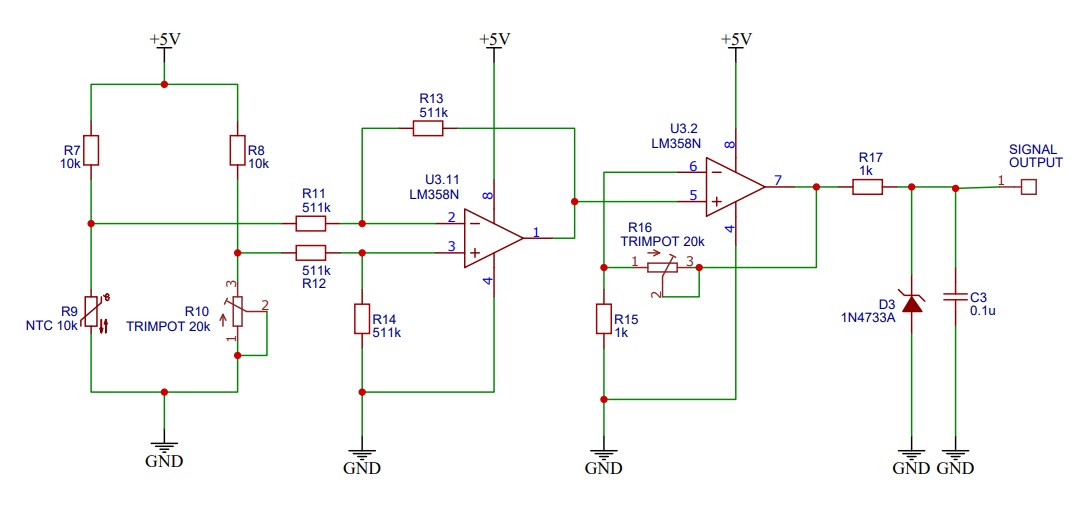 +5V
+5V
+5V
R7
10k
R8
10k
R13
511k
U3.11
LM358N
8
R11
511k
2
3
1
4
511k
R12
R9
NTC 10k
R10
TRIMPOT 20k
3
2
1
R14
511k
U3.2
LM358N
8
6
5
7
4
R16
TRIMPOT 20k
1
3
2
R15
1k
R17
1k
SIGNAL
OUTPUT
1
D3
1N4733A
C3
0.1u
GND
GND
GND
GND
GND